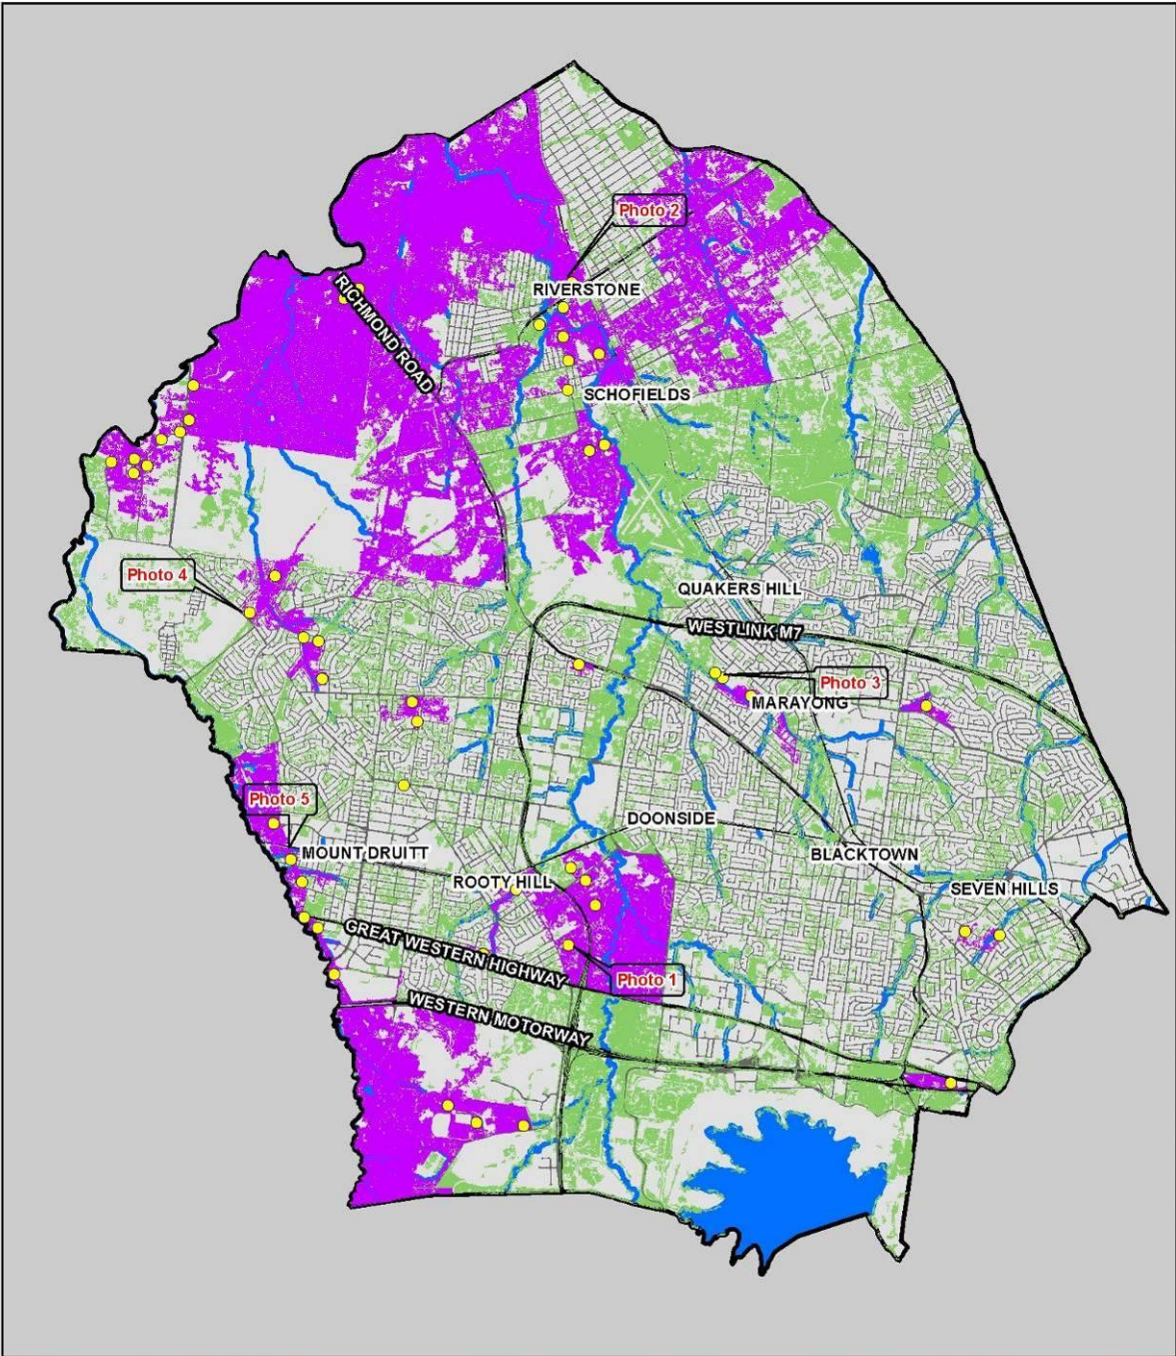 Photo 2
RIVERSTONE
RICHMOND ROAD
SCHOFIELDS
Photo 4
QUAKERS HILL
WESTLINK M7
Photo 3
MARAYONG
Photo 5
DOONSIDE
MOUNT DRUITT
BLACKTOWN
ROOTY HILL
SEVEN HILLS
GREAT WESTERN HIGHWAY
Photo 1
WESTERN MOTORWAY